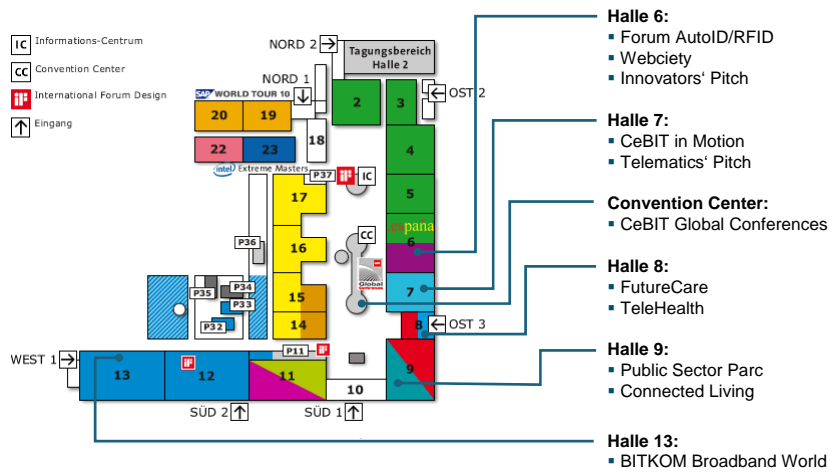 IC Informations-Centrum
CC Convention Center
iF International Forum Design
Eingang
NORD 2
Tagungsbereich
Halle 2
NORD 1
SAP WORLD TOUR 10
OST 2
20
19
18
2
3
22
23
4
intel Extreme Masters
P37
iF
IC
17
5
españa
6
P36
16
CC
Global
7
15
P35
P34
P33
P32
14
8
OST 3
WEST 1
13
iF
12
P11
iF
11
10
9
SÜD 2
SÜD 1
Halle 6:
▪ Forum AutoID/RFID
▪ Webciety
▪ Innovators‘ Pitch
Halle 7:
▪ CeBIT in Motion
▪ Telematics‘ Pitch
Convention Center:
▪ CeBIT Global Conferences
Halle 8:
▪ FutureCare
▪ TeleHealth
Halle 9:
▪ Public Sector Parc
▪ Connected Living
Halle 13:
▪ BITKOM Broadband World